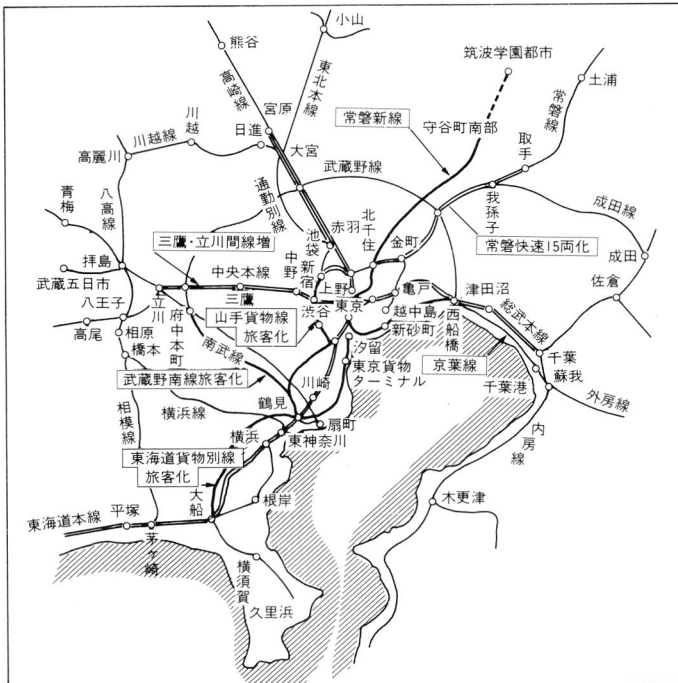 小山
熊谷
高崎線
東北本線
筑波学園都市
土浦
常磐線
宮原
日進
川越
川越線
高麗川
大宮
常磐新線
守谷町南部
取手
武蔵野線
通勤別線
八高線
青梅
赤羽
北千住
我孫子
成田線
池袋
金町
三鷹・立川間線増
中野
新宿
常磐快速15両化
成田
拝島
中央本線
上野
亀戸
津田沼
佐倉
武蔵五日市
三鷹
東京
総武本線
八王子
立川
府中本町
山手貨物線
旅客化
渋谷
越中島
新砂町
西船橋
高尾
相原
橋本
南武線
汐留
京葉線
千葉
武蔵野南線旅客化
川崎
東京貨物
ターミナル
千葉港
蘇我
横浜線
鶴見
外房線
相模線
横浜
扇町
東神奈川
内房線
東海道貨物別線
旅客化
大船
根岸
木更津
東海道本線
平塚
茅ヶ崎
横須賀
久里浜